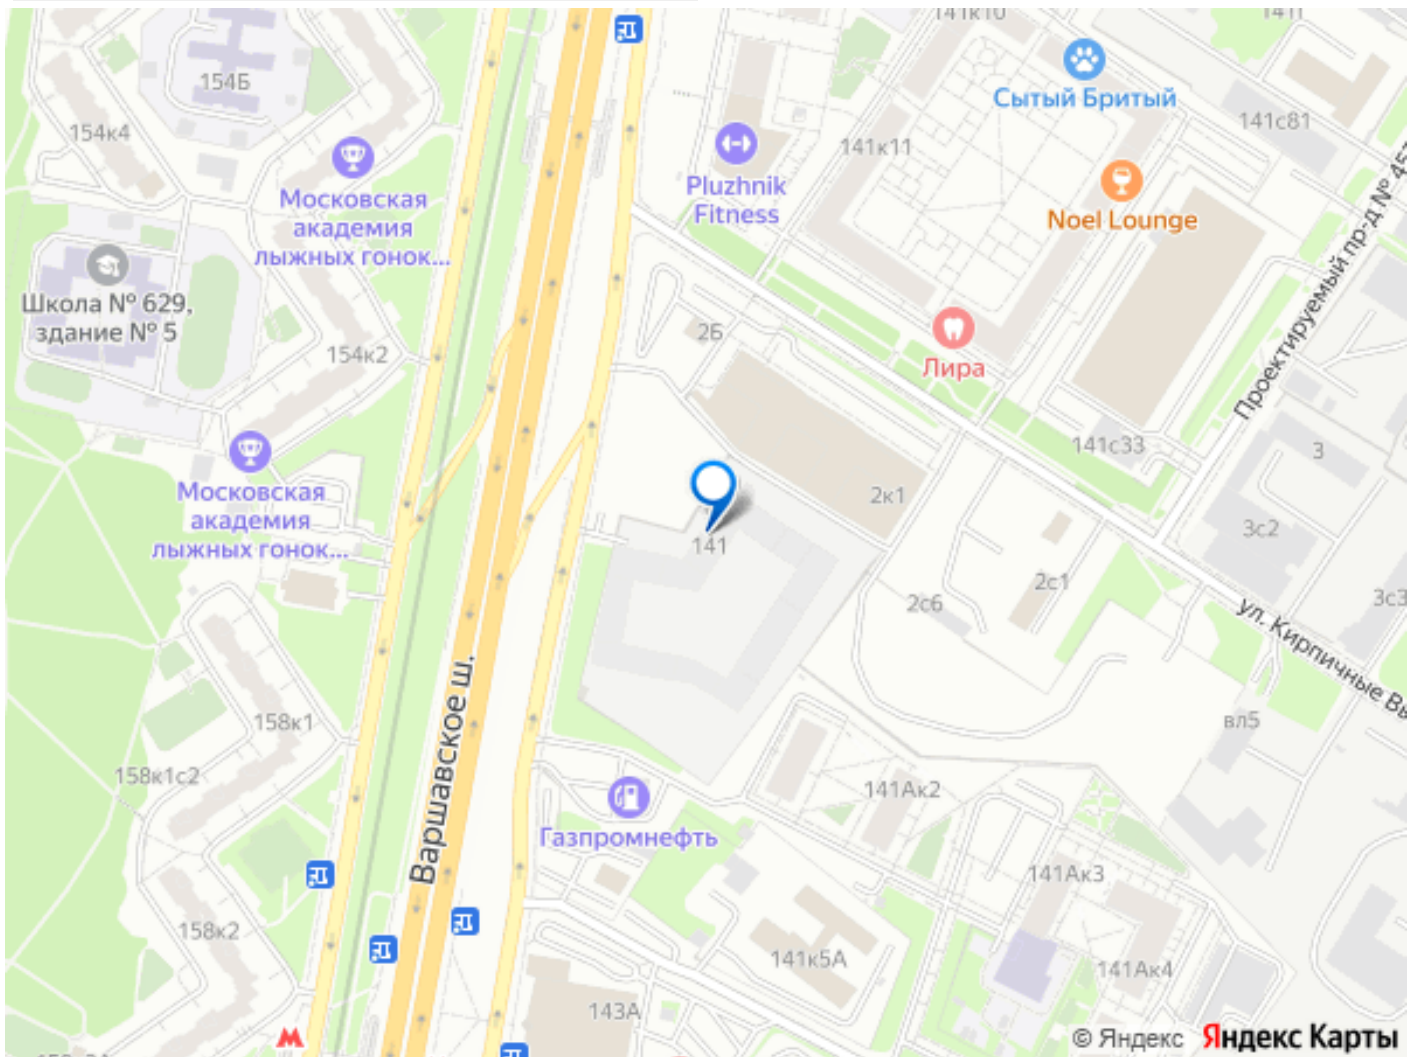 141к10
141г
154Б
Сытый Бритый
154к4
141с81
141к11
Московская
академия
лыжных гонок...
Pluzhnik
Fitness
Noel Lounge
Школа № 629,
здание № 5
2Б
154к2
Лира
Проектируемый пр-д № 457
141с33
3
Московская
академия
лыжных гонок...
2к1
3с2
141
2с1
2с6
3с3
ул. Кирпичные Вы
Варшавское ш.
158к1
вл5
158к1с2
141Ак2
Газпромнефть
141Ак3
158к2
141к5А
141Ак4
143А
© Яндекс Яндекс Карты